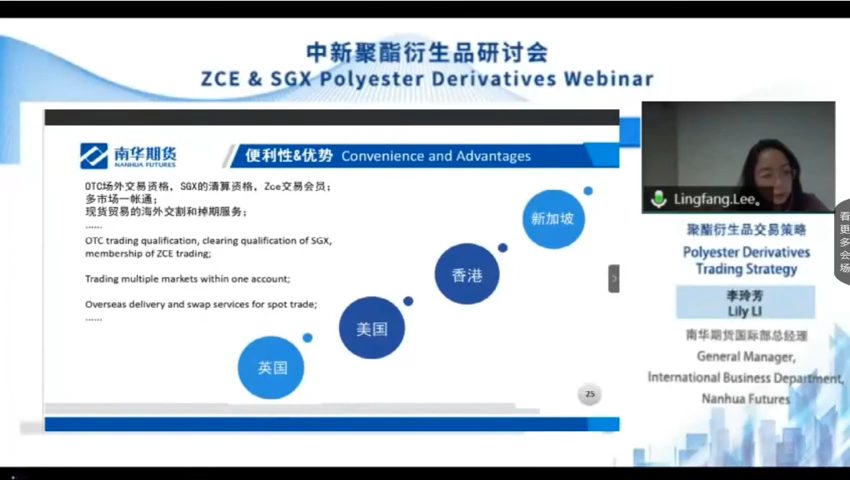 中新聚酯衍生品研讨会
ZCE & SGX Polyester Derivatives Webinar
南华期货
NANHUA FUTURES
便利性&优势 Convenience and Advantages
OTC场外交易资格，SGX的清算资格，Zce交易会员；
多市场一帐通；
现货贸易的海外交割和掉期服务；
......
OTC trading qualification, clearing qualification of SGX,
membership of ZCE trading;
Trading multiple markets within one account;
Overseas delivery and swap services for spot trade;
......
新加坡
香港
美国
英国
25
Lingfang.Lee。
聚酯衍生品交易策略
Polyester Derivatives
Trading Strategy
李玲芳
Lily LI
南华期货国际部总经理
General Manager,
International Business Department,
Nanhua Futures
看
更
多
会
场